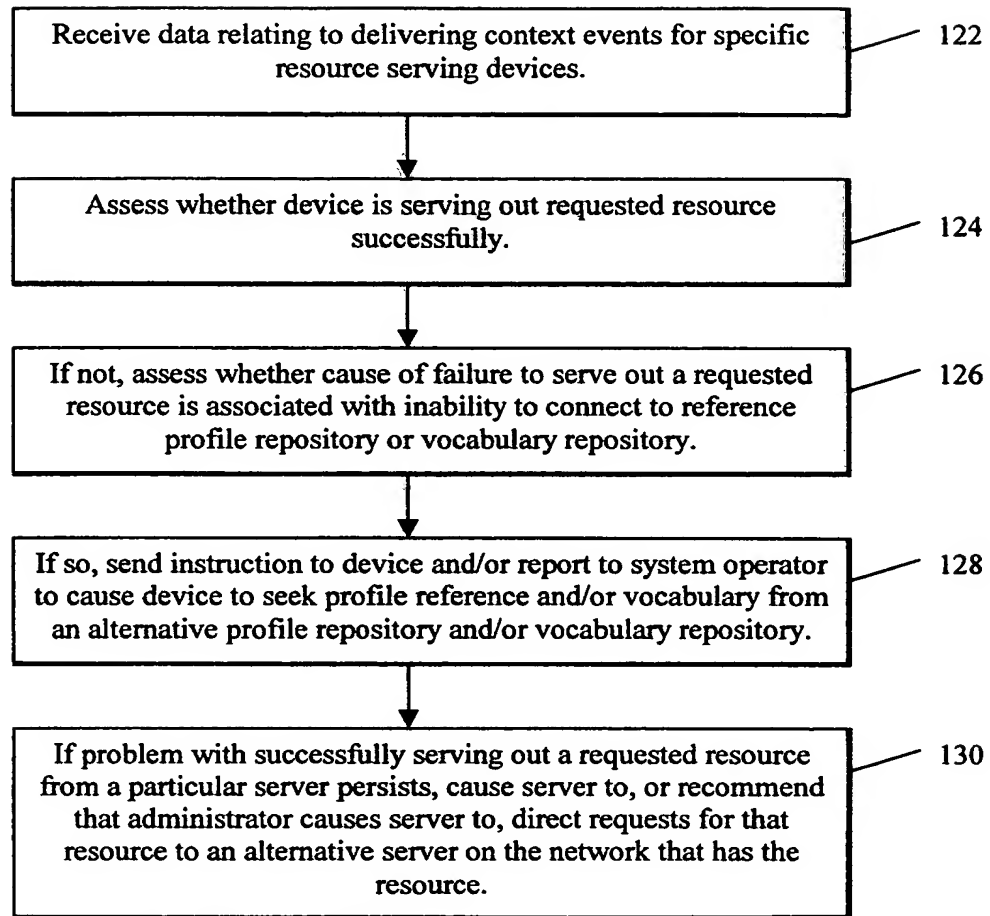 Receive data relating to delivering context events for specific
resource serving devices.
122
Assess whether device is serving out requested resource
successfully.
124
If not, assess whether cause of failure to serve out a requested
resource is associated with inability to connect to reference
profile repository or vocabulary repository.
126
If so, send instruction to device and/or report to system operator
to cause device to seek profile reference and/or vocabulary from
an alternative profile repository and/or vocabulary repository.
128
If problem with successfully serving out a requested resource
from a particular server persists, cause server to, or recommend
that administrator causes server to, direct requests for that
resource to an alternative server on the network that has the
resource.
130